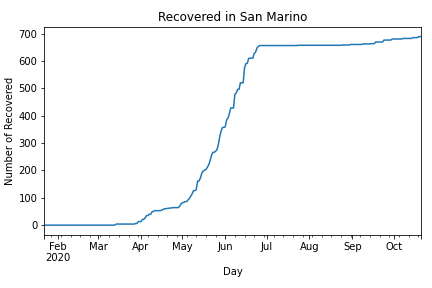 Recovered in San Marino
Number of Recovered
700
600
500
400
300
200
100
0
Feb Mar Apr May Jun Jul Aug Sep Oct
2020
Day